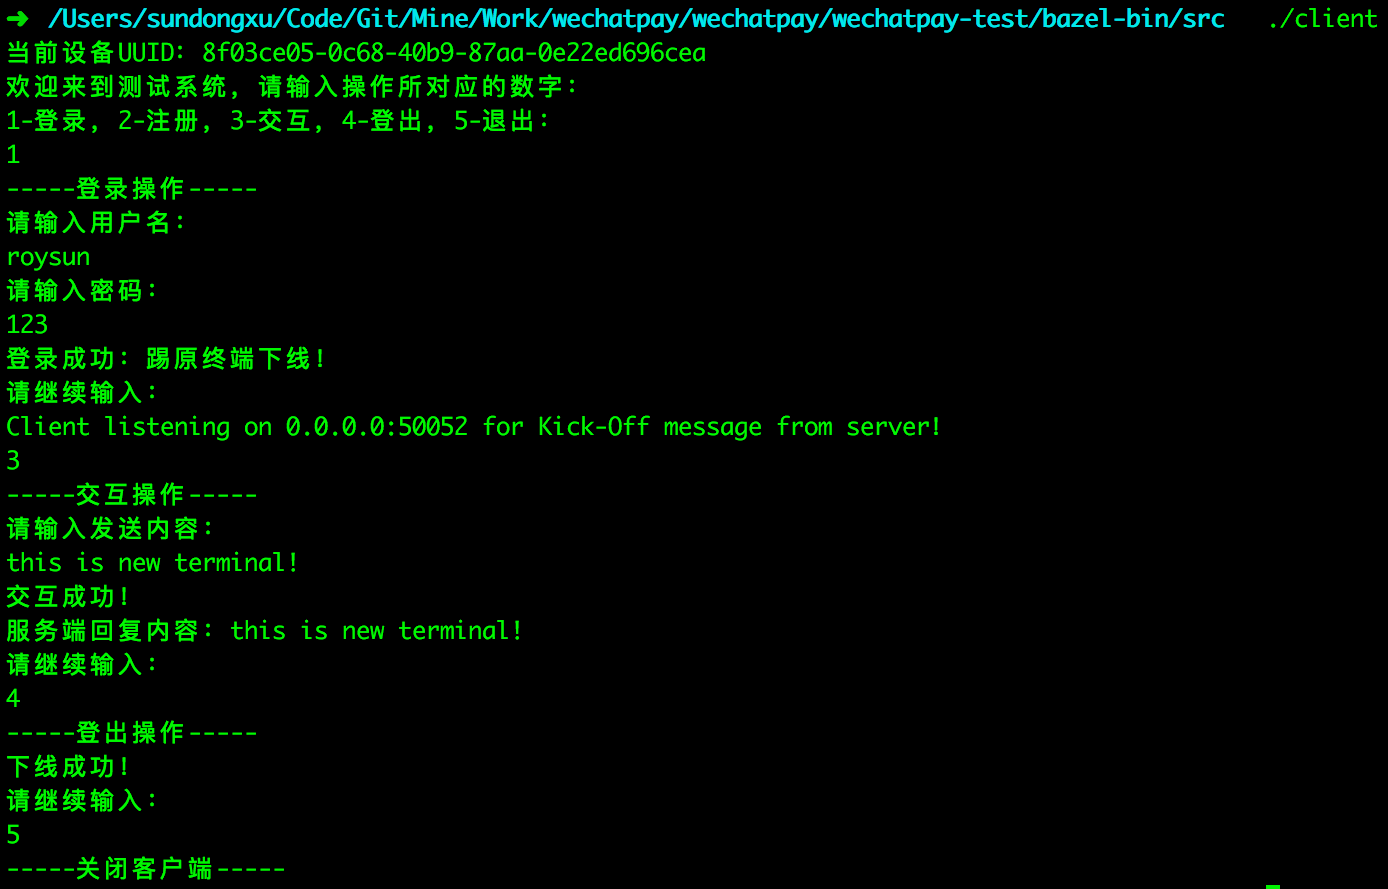 ➜  /Users/sundongxu/Code/Git/Mine/Work/wechatpay/wechatpay/wechatpay-test/bazel-bin/src   ./client
当前设备UUID：8f03ce05-0c68-40b9-87aa-0e22ed696cea
欢迎来到测试系统，请输入操作所对应的数字：
1-登录，2-注册，3-交互，4-登出，5-退出：
1
-----登录操作-----
请输入用户名：
roysun
请输入密码：
123
登录成功：踢原终端下线！
请继续输入：
Client listening on 0.0.0.0:50052 for Kick-Off message from server!
3
-----交互操作-----
请输入发送内容：
this is new terminal!
交互成功！
服务端回复内容：this is new terminal!
请继续输入：
4
-----登出操作-----
下线成功！
请继续输入：
5
-----关闭客户端-----